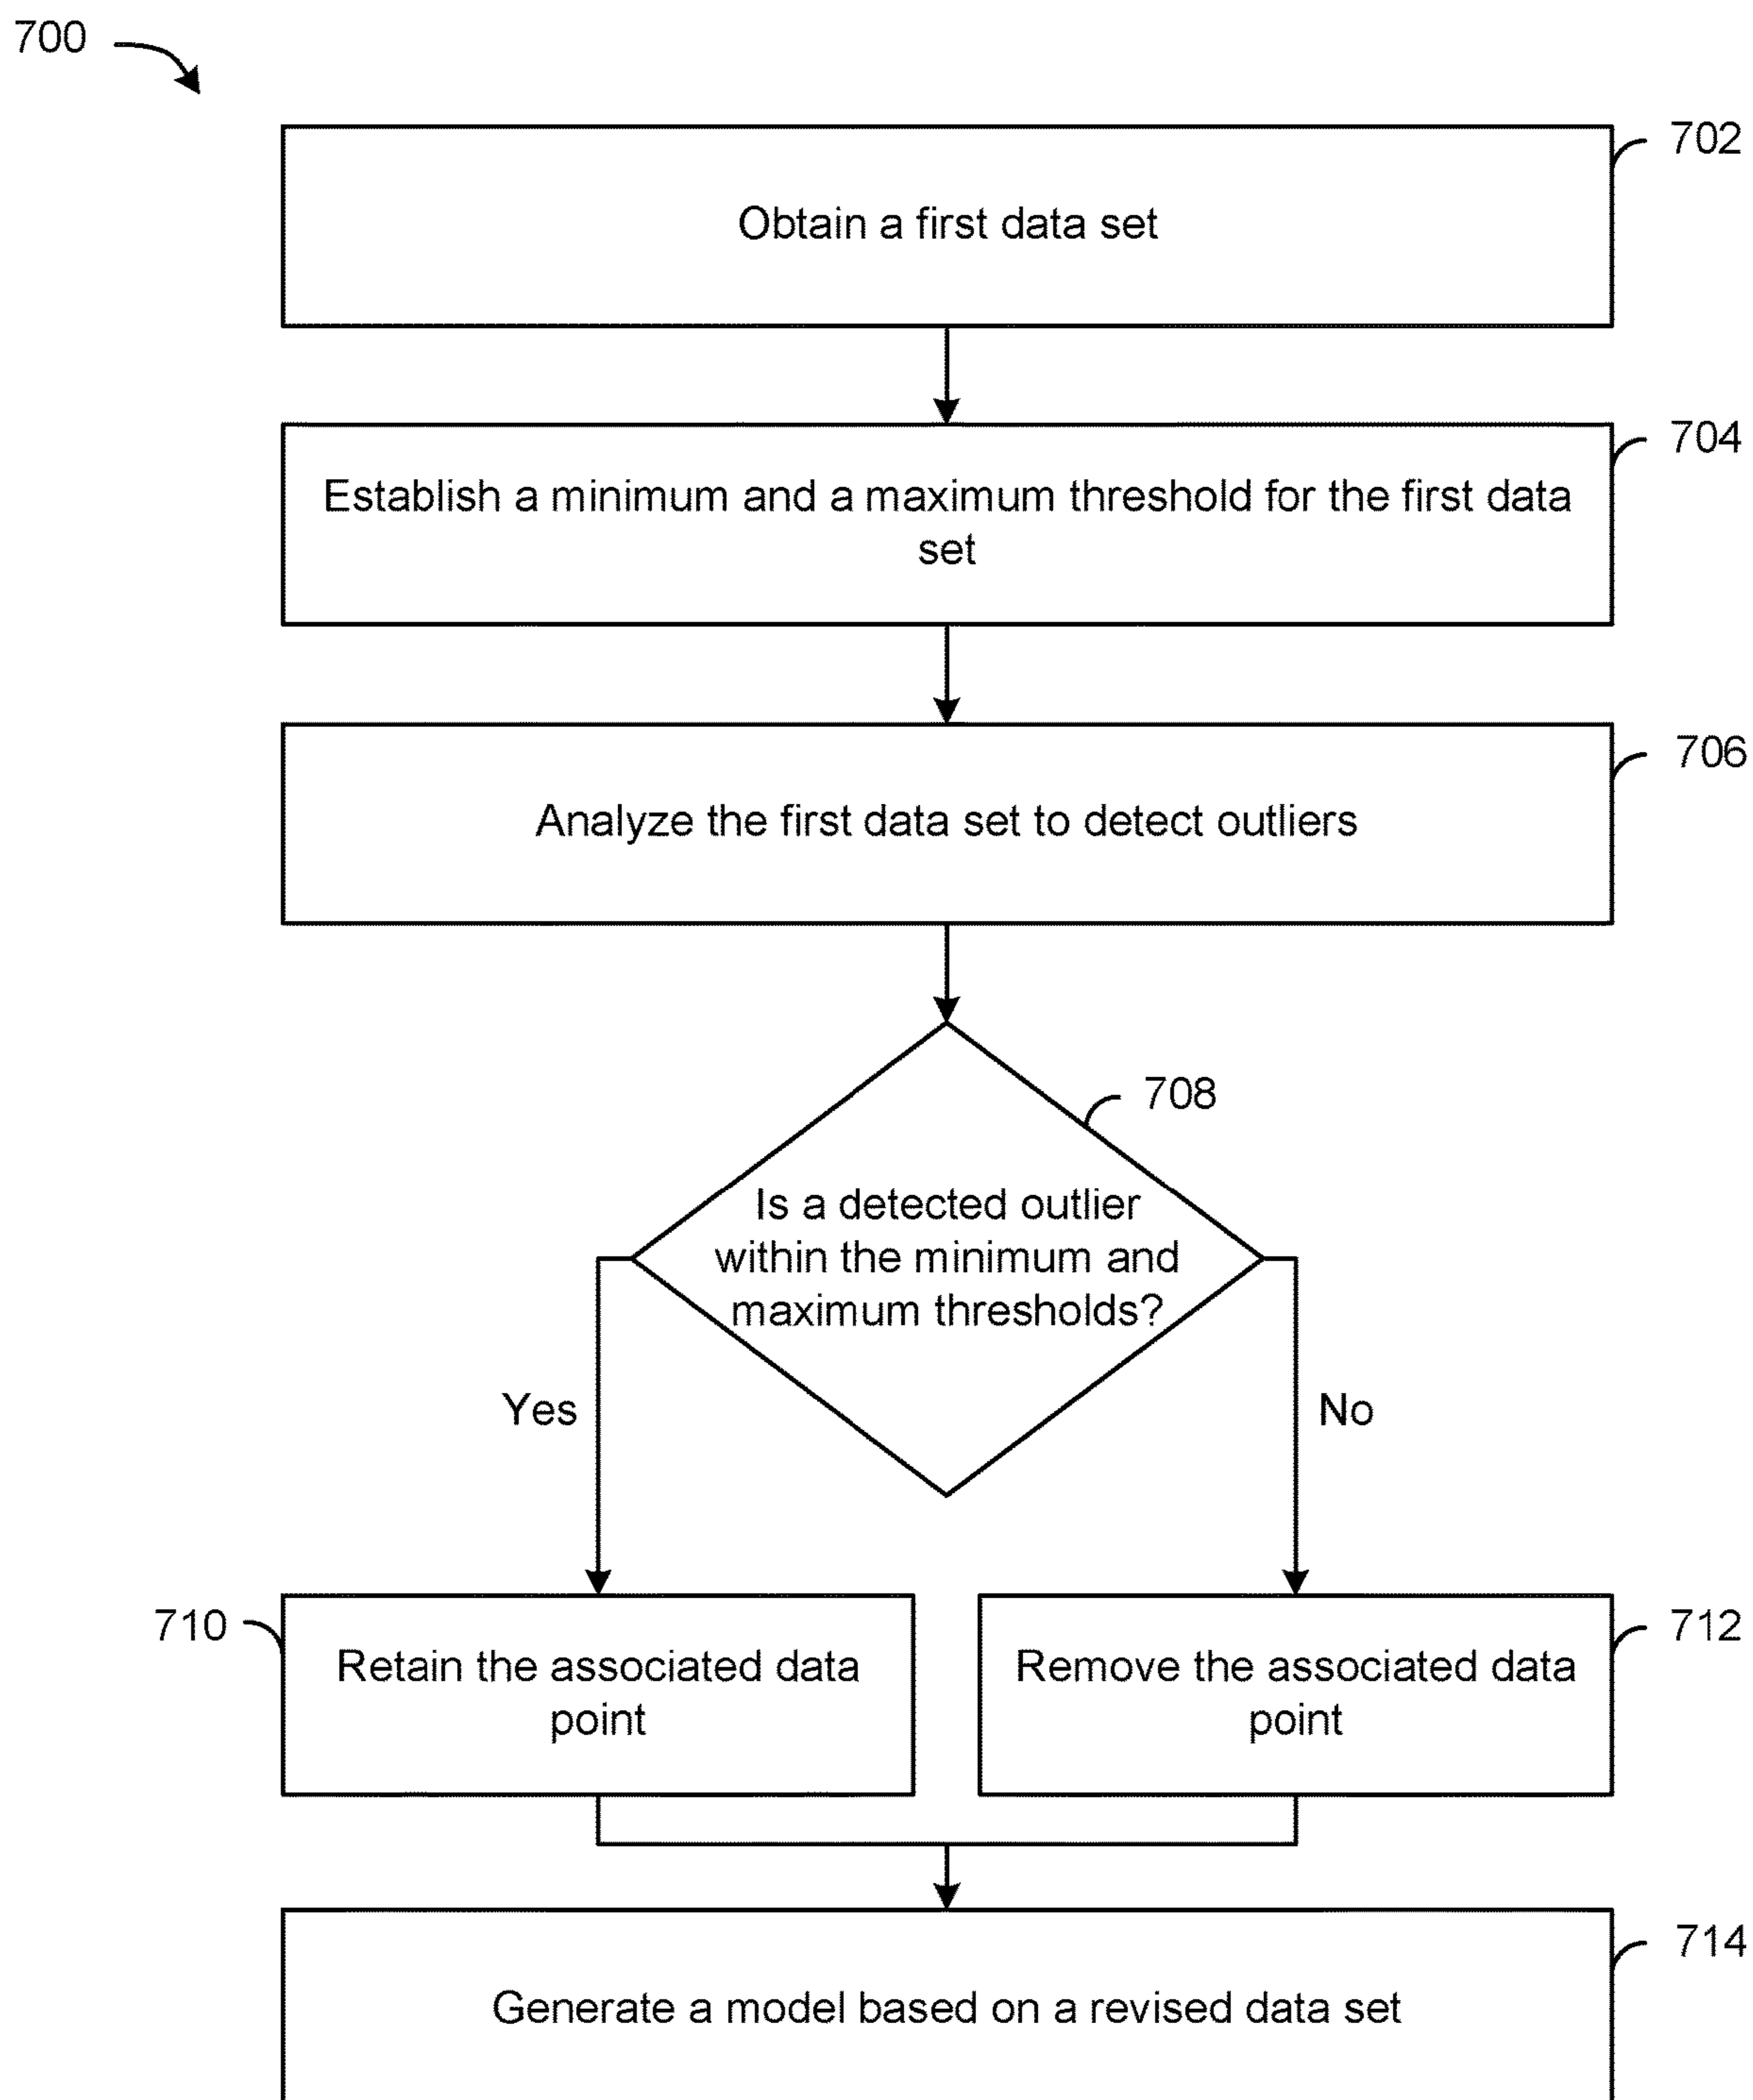 700
702
Obtain a first data set
704
Establish a minimum and a maximum threshold for the first data
set
706
Analyze the first data set to detect outliers
708
Is a detected outlier
within the minimum and
maximum thresholds?
Yes
No
710
Retain the associated data
point
712
Remove the associated data
point
714
Generate a model based on a revised data set